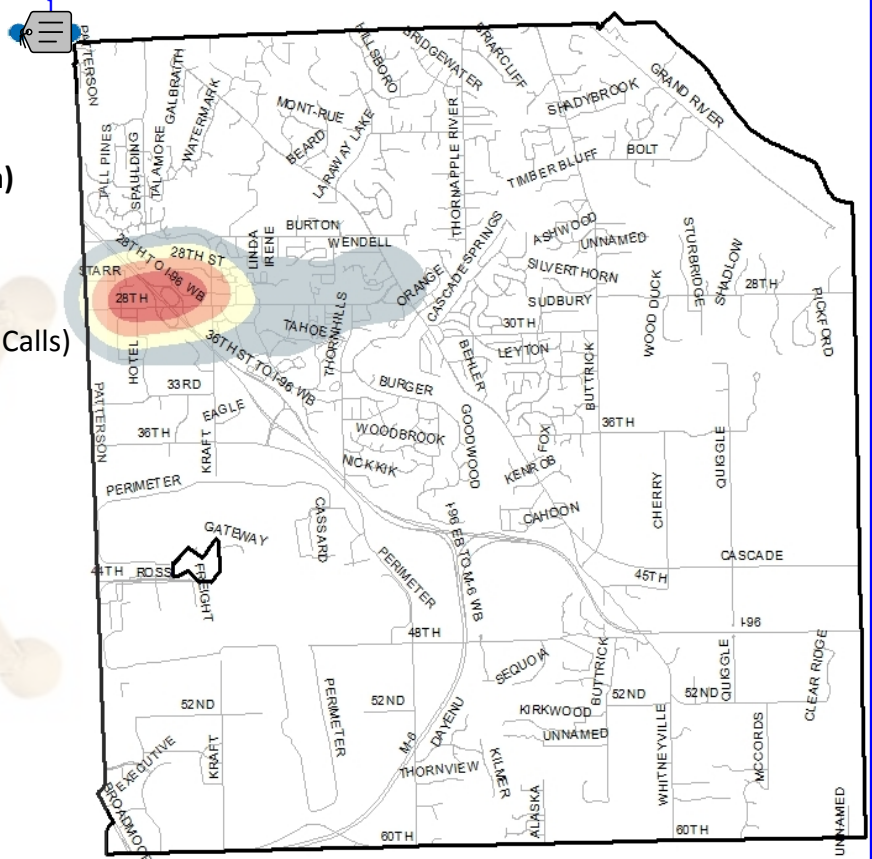 1
PATTERSON
HILLSBORO
BRIDGEWATER
BRIARCLIFF
GRAND RIVER
GALBRAITH
WATERMARK
MONT-RUE
SHADYBROOK
BEARD
LARAWAY LAKE
THORNAPPLE RIVER
TALL PINES
SPAULDING
TALAMORE
TIMBER BLUFF
BOLT
)
BURTON
WENDELL
LINDA
IRENE
CASCADE SPRINGS
ASHWOOD
UNNAMED
STURBRIDGE
SHADLOW
28TH TO I-96 WB
28TH ST
STARR
28TH
ORANGE
SILVERTHORN
SUDBURY
WOOD DUCK
28TH
PICKFORD
Calls)
TAHOE
THORNHILLS
30TH
LEYTON
BEHLER
BUTTRICK
HOTEL
36TH ST TO I-96 WB
33RD
BURGER
EAGLE
PATTERSON
36TH
KRAFT
WOODBROOK
GOODWOOD
FOX
36TH
QUIGGLE
NICKKIK
KENROB
PERIMETER
CHERRY
CASSARD
CAHOON
GATEWAY
I-96 EB TO M-6 WB
CASCADE
44TH
ROSS
FREIGHT
PERIMETER
45TH
48TH
I-96
SEQUOIA
BUTTRICK
QUIGGLE
CLEAR RIDGE
52ND
PERIMETER
52ND
52ND
52ND
KIRKWOOD
DAYENU
UNNAMED
EXECUTIVE
KRAFT
M-6
THORNVIEW
KILMER
WHITNEYVILLE
MCCORDS
ALASKA
60TH
60TH
UNNAMED